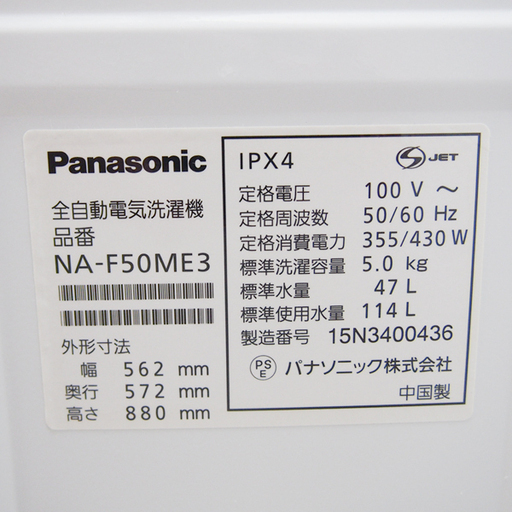 Panasonic
全自動電気洗濯機
品番
NA-F50ME3
外形寸法
幅 562 mm
奥行 572 mm
高さ 880 mm
IPX4
S JET
定格電圧 100 V ～
定格周波数 50/60 Hz
定格消費電力 355/430 W
標準洗濯容量 5.0 kg
標準水量 47 L
標準使用水量 114 L
製造番号 15N3400436
PS E パナソニック株式会社
中国製